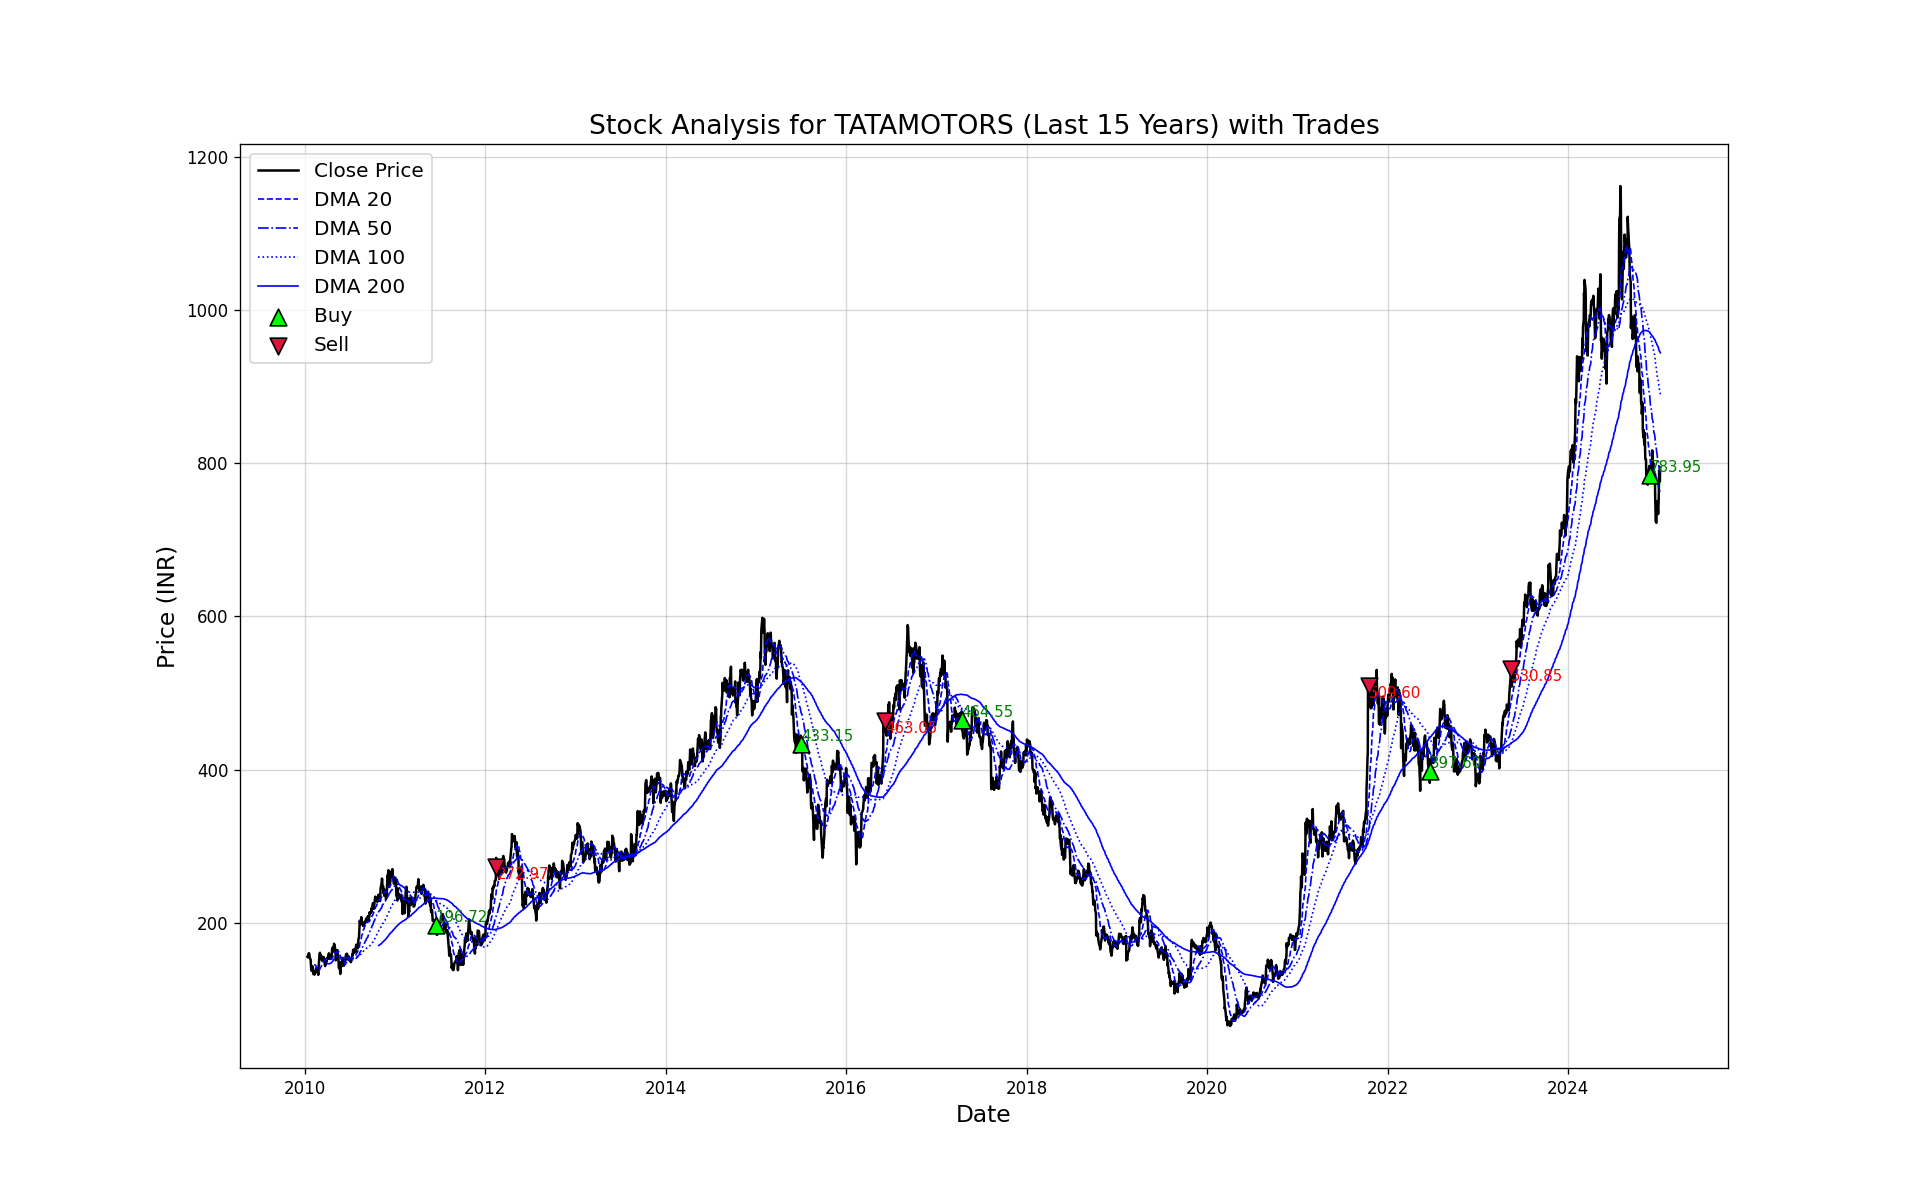 Stock Analysis for TATAMOTORS (Last 15 Years) with Trades
Close Price
DMA 20
DMA 50
DMA 100
DMA 200
Buy
Sell
Price (INR)
1200
1000
800
600
400
200
196.72
272.97
433.15
464.55
530.85
783.95
2010
2012
2014
2016
2018
2020
2022
2024
Date